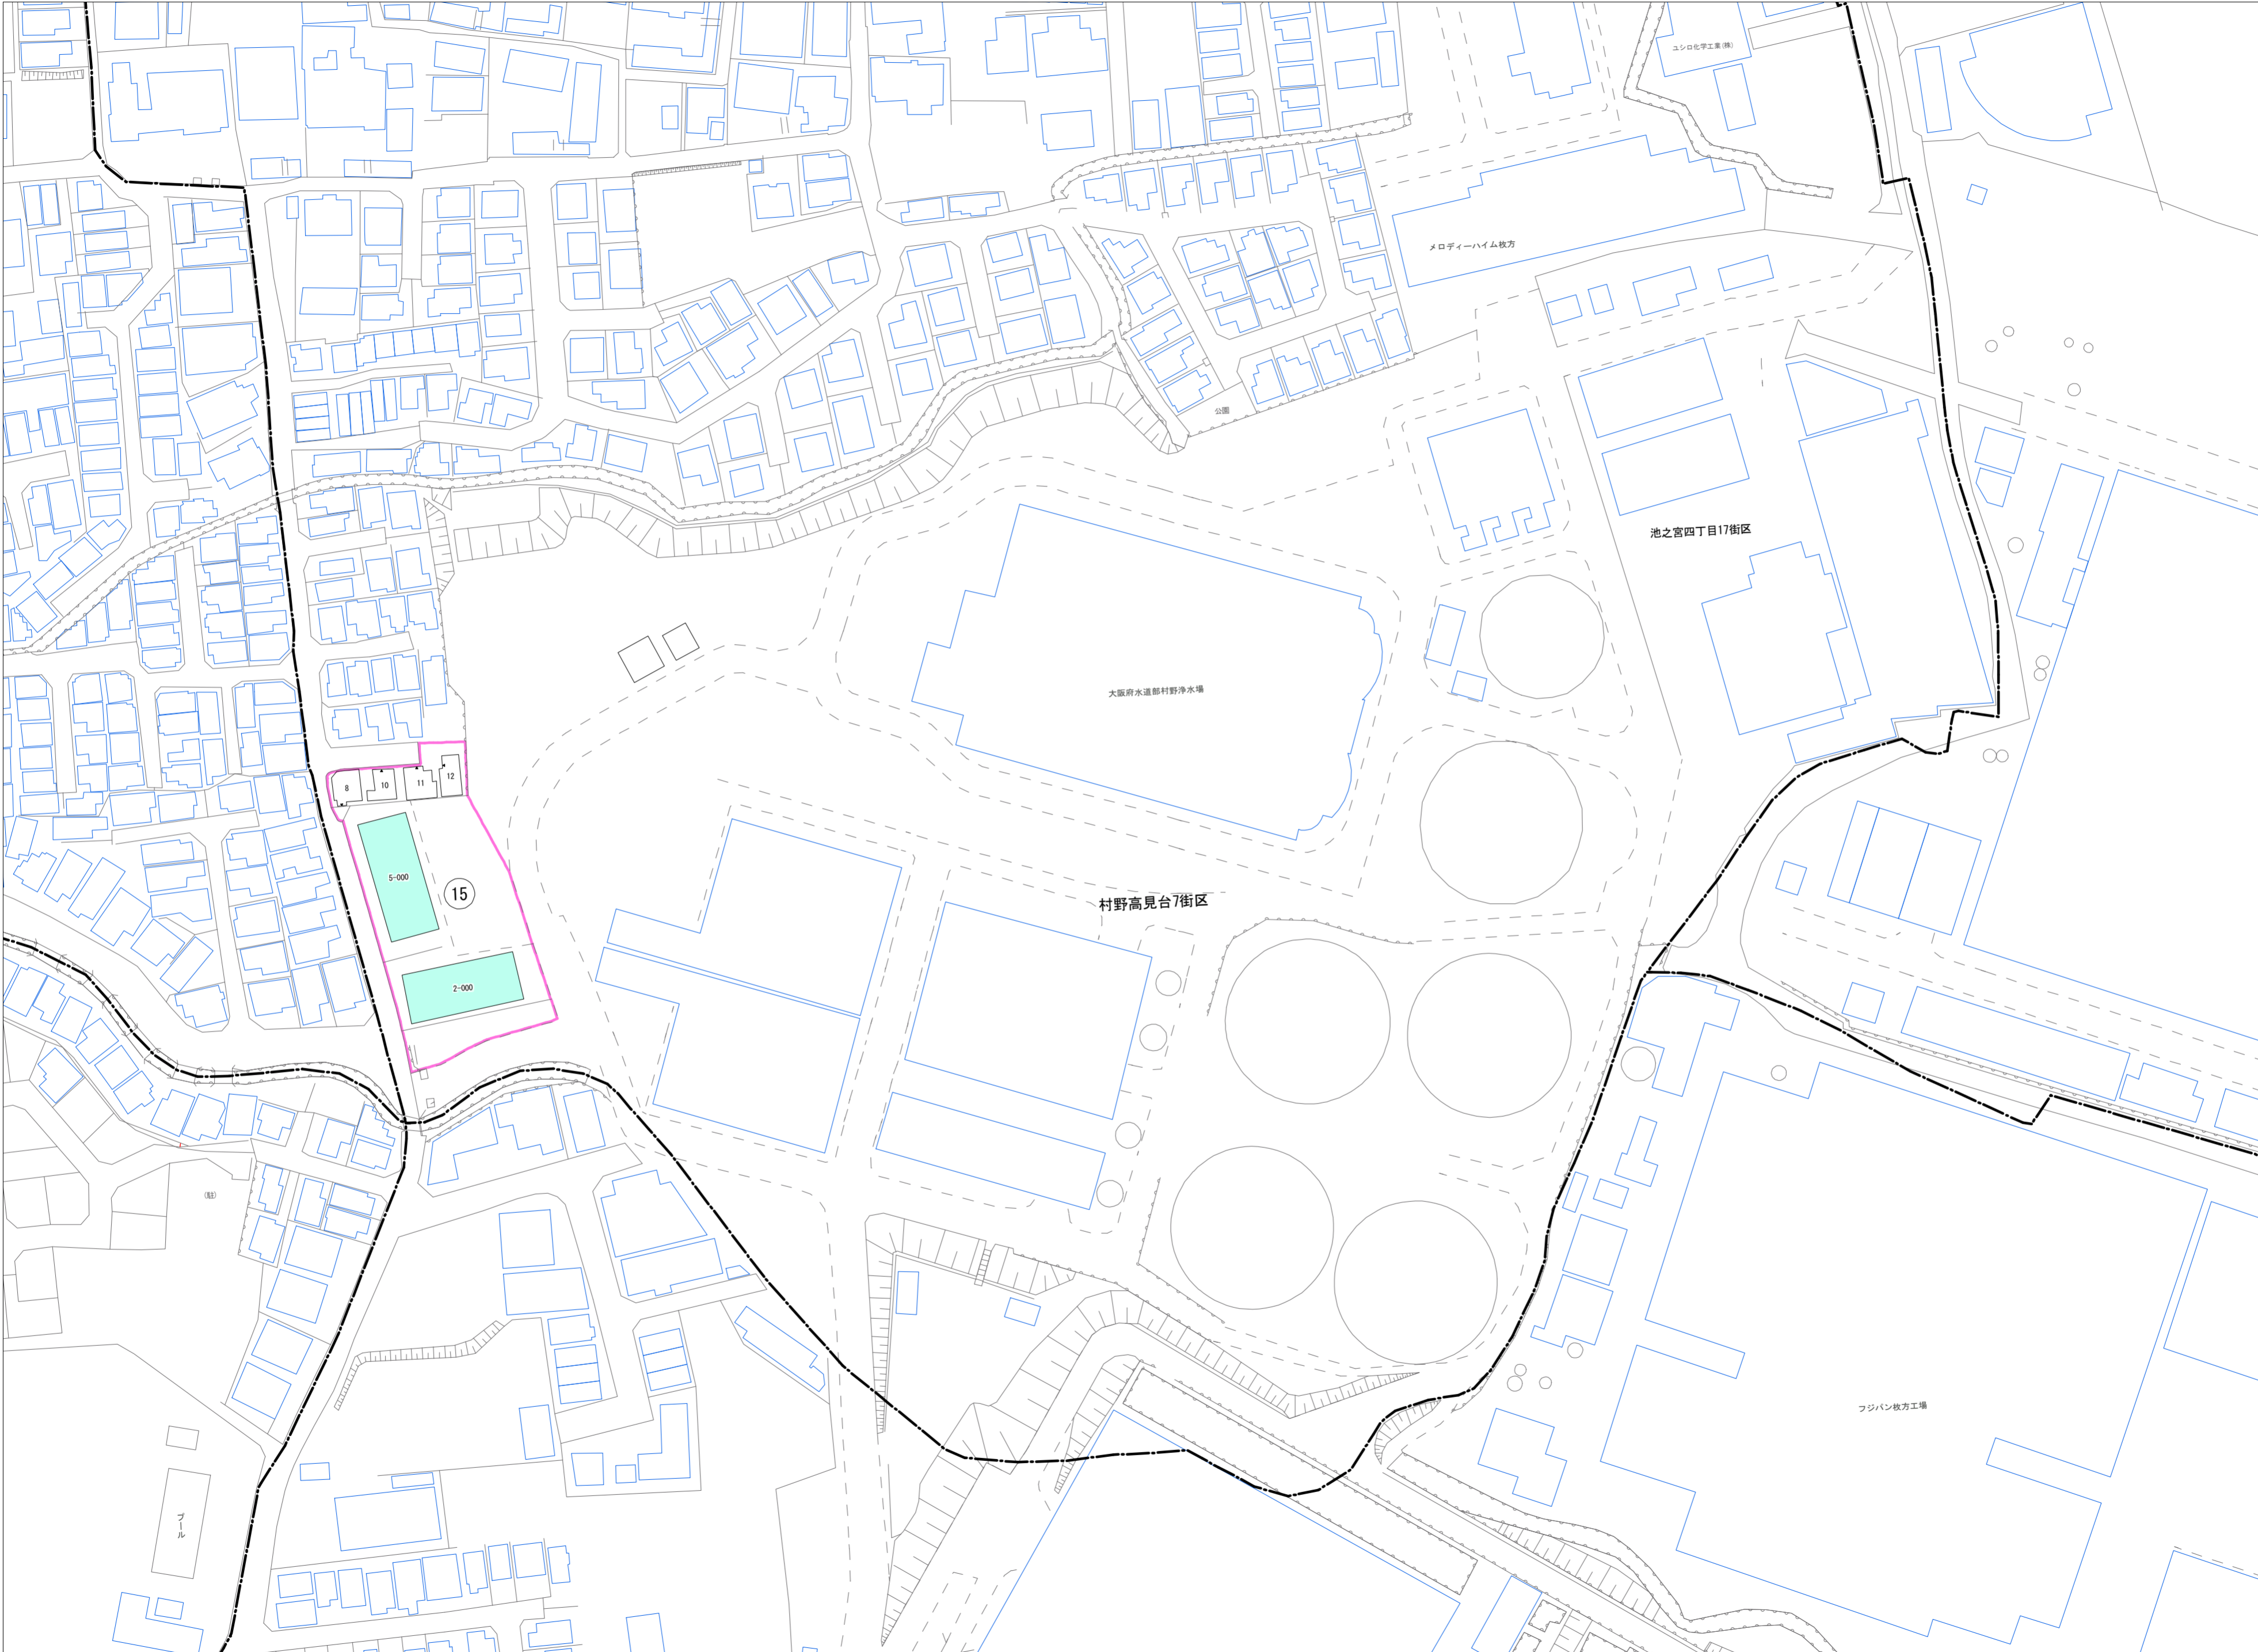 ユシロ化学工業(株)
メロディーハイム枚方
公園
池之宮四丁目17街区
大阪府水道部村野浄水場
8
10
11
12
5-000
15
村野高見台7街区
2-000
(駐)
フジパン枚方工場
プール